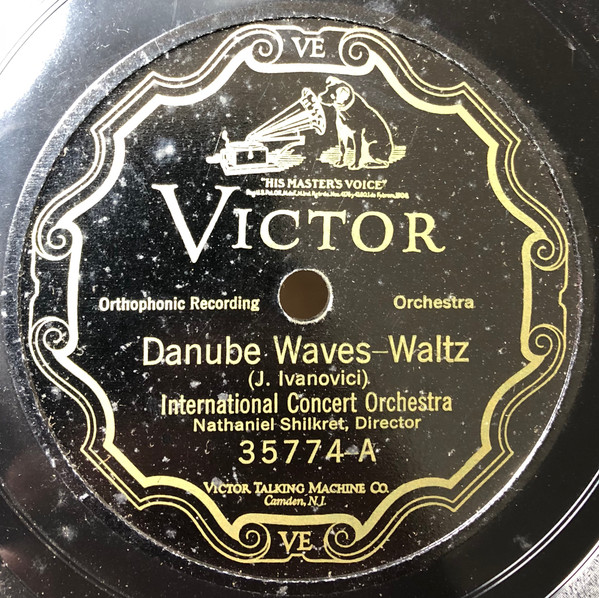 VE
"HIS MASTER'S VOICE"
VICTOR
Orthophonic Recording
Orchestra
Danube Waves-Waltz
(J. Ivanovici)
International Concert Orchestra
Nathaniel Shilkret, Director
35774-A
VICTOR TALKING MACHINE CO.
Camden, N.J.
VE